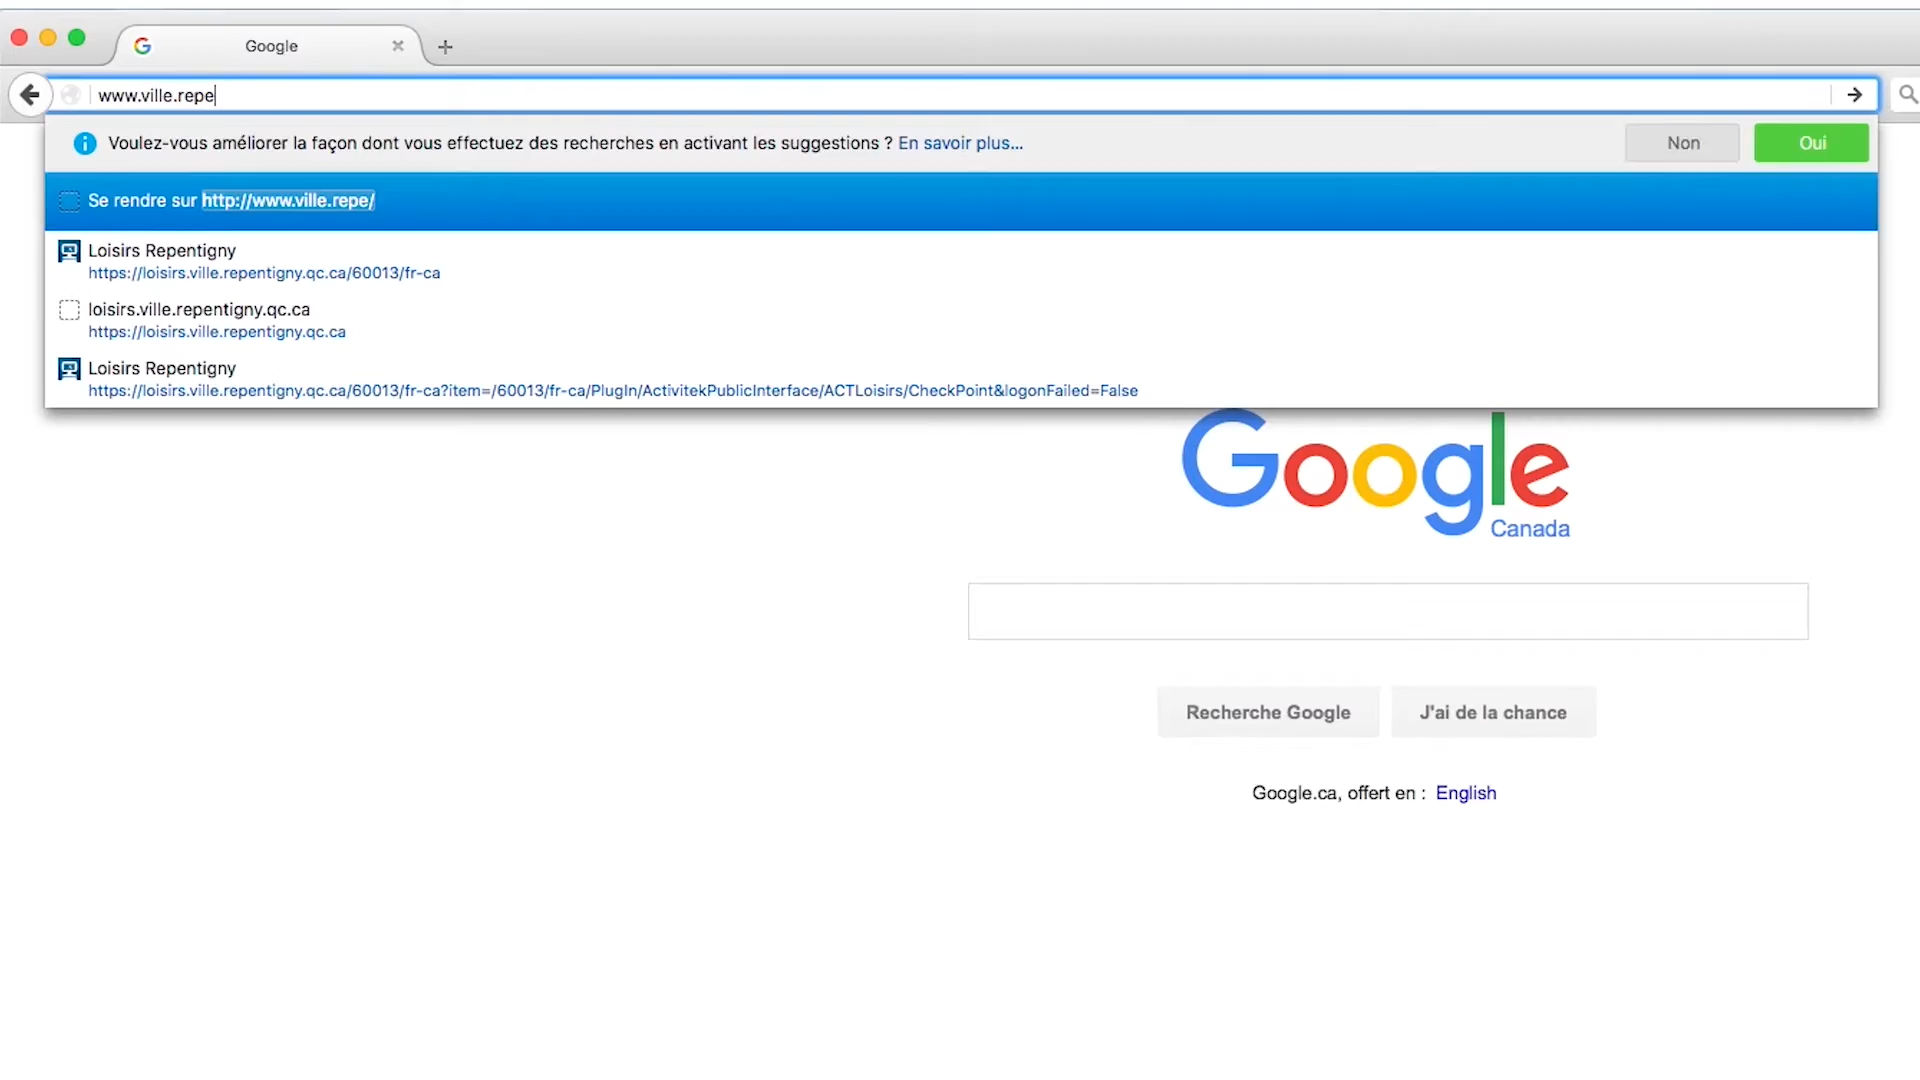 Google
www.ville.repe
Voulez-vous améliorer la façon dont vous effectuez des recherches en activant les suggestions ? En savoir plus...
Non
Oui
Se rendre sur http://www.ville.repe/
Loisirs Repentigny
https://loisirs.ville.repentigny.qc.ca/60013/fr-ca
loisirs.ville.repentigny.qc.ca
https://loisirs.ville.repentigny.qc.ca
Loisirs Repentigny
https://loisirs.ville.repentigny.qc.ca/60013/fr-ca?item=/60013/fr-ca/PlugIn/ActivitekPublicInterface/ACTLoisirs/CheckPoint&logonFailed=False
Google
Canada
Recherche Google
J'ai de la chance
Google.ca, offert en : English